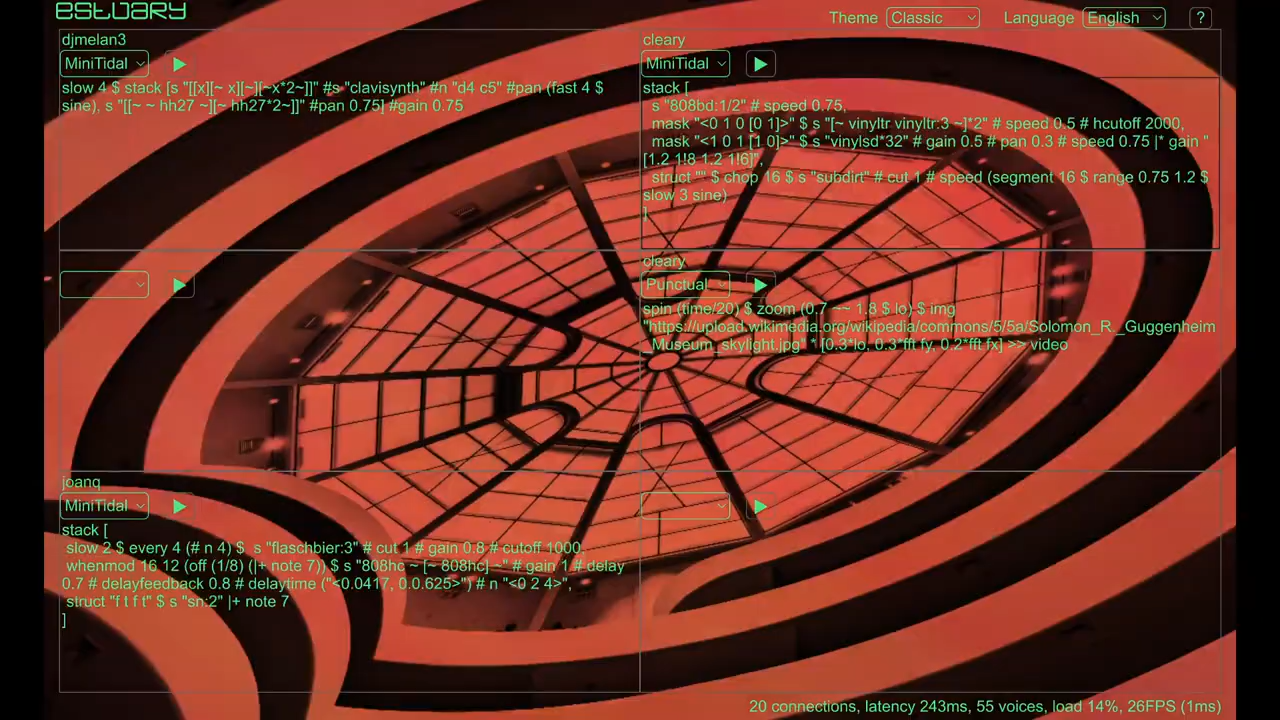 estuary
Theme Classic Language English ?
djmelan3
MiniTidal
slow 4 $ stack [s "[[x][~ x][~][~x*2~]]" #s "clavisynth" #n "d4 c5" #pan (fast 4 $
sine), s "[[~ ~ hh27 ~][~ hh27*2~]]" #pan 0.75] #gain 0.75
cleary
MiniTidal
stack [
s "808bd:1/2" # speed 0.75,
mask "<0 1 0 [0 1]>" $ s "[~ vinyltr vinyltr:3 ~]*2" # speed 0.5 # hcutoff 2000,
mask "<1 0 1 [1 0]>" $ s "vinylsd*32" # gain 0.5 # pan 0.3 # speed 0.75 |* gain "
[1.2 1!8 1.2 1!6]",
struct "" $ chop 16 $ s "subdirt" # cut 1 # speed (segment 16 $ range 0.75 1.2 $
slow 3 sine)
]
cleary
Punctual
spin (time/20) $ zoom (0.7 ~~ 1.8 $ lo) $ img
"https://upload.wikimedia.org/wikipedia/commons/5/5a/Solomon_R._Guggenheim
_Museum_skylight.jpg" * [0.3*lo, 0.3*fft fy, 0.2*fft fx] >> video
joanq
MiniTidal
stack [
slow 2 $ every 4 (# n 4) $ s "flaschbier:3" # cut 1 # gain 0.8 # cutoff 1000,
whenmod 16 12 (off (1/8) (|+ note 7)) $ s "808hc ~ [~ 808hc] ~" # gain 1 # delay
0.7 # delayfeedback 0.8 # delaytime ("<0.0417, 0.0.625>") # n "<0 2 4>",
struct "f t f t" $ s "sn:2" |+ note 7
]
20 connections, latency 243ms, 55 voices, load 14%, 26FPS (1ms)